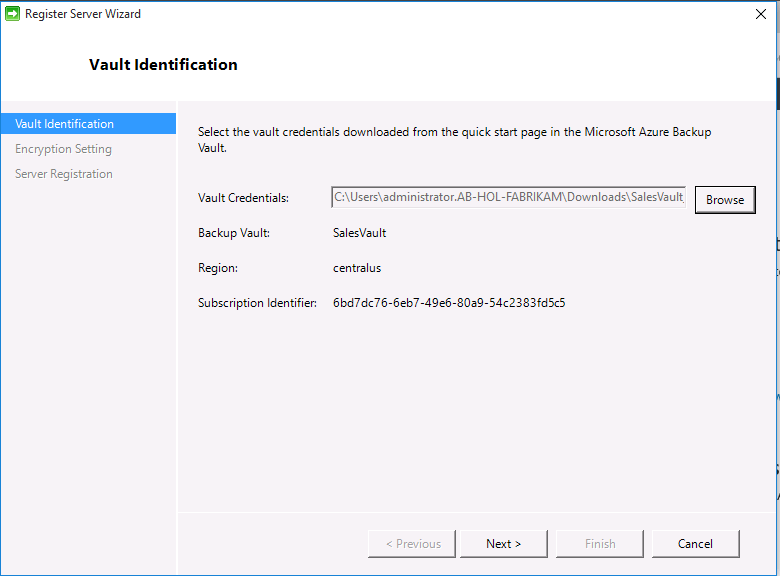 Register Server Wizard
Vault Identification
Vault Identification
Encryption Setting
Server Registration
Select the vault credentials downloaded from the quick start page in the Microsoft Azure Backup
Vault.
Vault Credentials: C:\Users\administrator.AB-HOL-FABRIKAM\Downloads\SalesVault Browse
Backup Vault: SalesVault
Region: centralus
Subscription Identifier: 6bd7dc76-6eb7-49e6-80a9-54c2383fd5c5
< Previous Next > Finish Cancel